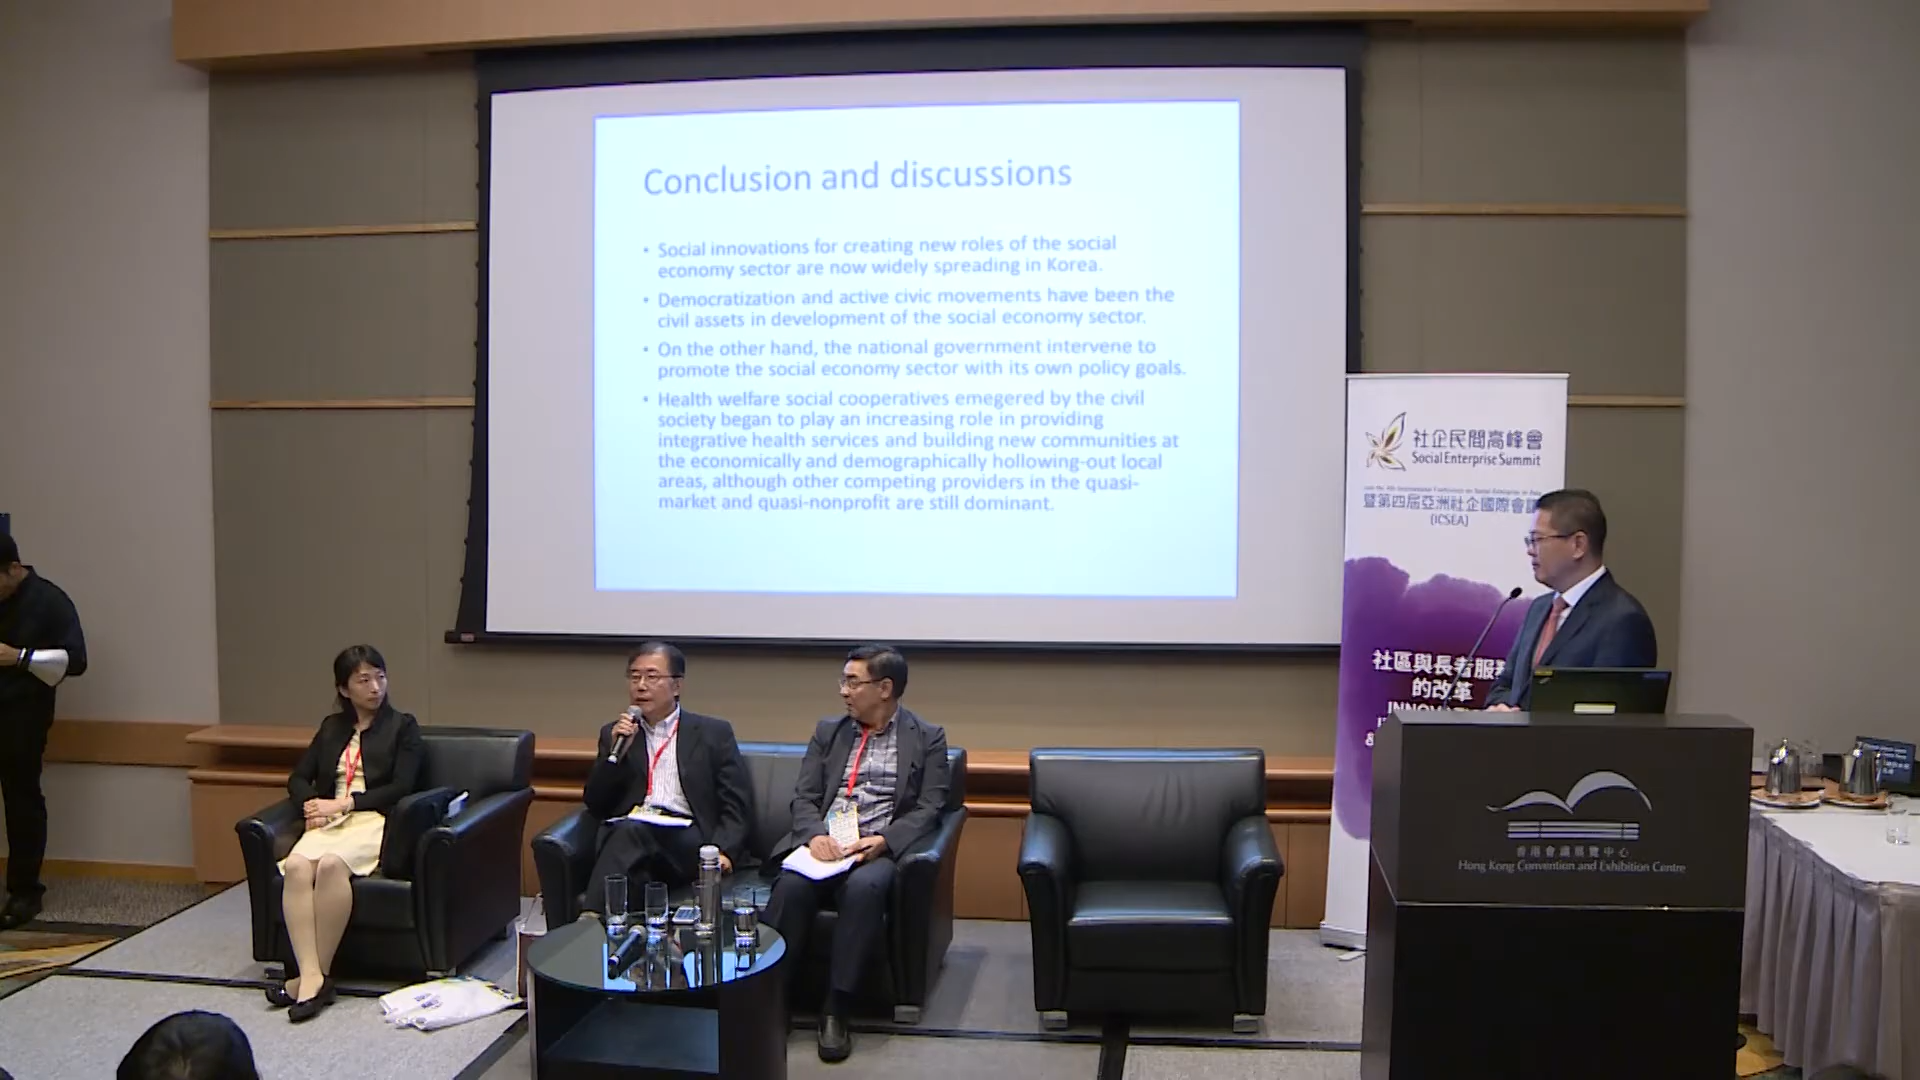 Conclusion and discussions
• Social innovations for creating new roles of the social
economy sector are now widely spreading in Korea.
• Democratization and active civic movements have been the
civil assets in development of the social economy sector.
• On the other hand, the national government intervene to
promote the social economy sector with its own policy goals.
• Health welfare social cooperatives emegered by the civil
society began to play an increasing role in providing
integrative health services and building new communities at
the economically and demographically hollowing-out local
areas, although other competing providers in the quasi-
market and quasi-nonprofit are still dominant.
社企民間高峰會
Social Enterprise Summit
暨第四屆亞洲社企國際會
(ICSEA)
社區與長者服
的改革
香港會議展覽中心
Hong Kong Convention and Exhibition Centre